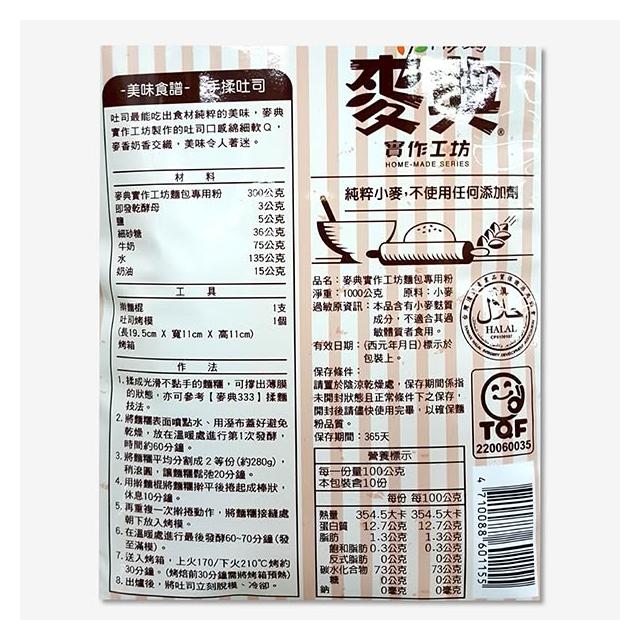 -美味食譜- 手揉吐司
吐司最能吃出食材純粹的美味，麥典
實作工坊製作的吐司口感綿細軟Q，
麥香奶香交織，美味令人著迷。
材 料
麥典實作工坊麵包專用粉 300公克
即發乾酵母 3公克
鹽 5公克
細砂糖 36公克
牛奶 75公克
水 135公克
奶油 15公克
工 具
擀麵棍 1支
吐司烤模 1個
(長19.5cm X 寬11cm X 高11cm)
烤箱
作 法
1.揉成光滑不黏手的麵糰，可撐出薄膜
的狀態，亦可參考【麥典333】揉麵
技法。
2.將麵糰表面噴點水、用溼布蓋好避免
乾燥，放在溫暖處進行第1次發酵，
時間約60分鐘。
3.將麵糰平均分割成2等份(約280g)，
稍滾圓，讓麵糰鬆弛20分鐘。
4.用擀麵棍將麵糰擀平後捲起成棒狀，
休息10分鐘。
5.再重複一次擀捲動作，將麵糰接縫處
朝下放入烤模。
6.在溫暖處進行最後發酵60~70分鐘(發
至滿模)。
7.送入烤箱，上火170/下火210℃烤約
30分鐘。(烤焙前30分鐘需將烤箱預熱)
8.出爐後，將吐司立刻脫模、冷卻。
麥典®
實作工坊
HOME-MADE SERIES
純粹小麥，不使用任何添加劑
品名：麥典實作工坊麵包專用粉
淨重：1000公克 原料：小麥
過敏原資訊：本品含有小麥麩質
成分，不適合其過
敏體質者食用。
有效日期：(西元年月日)標示於
包裝上。
保存條件：
請置於陰涼乾燥處，保存期間係指
未開封狀態且正常條件下之保存，
開封後請儘快使用完畢，以確保麵
粉品質。
保存期間：365天
HALAL
TQF
220060035
營養標示
每一份量100公克
本包裝含10份
每份 每100公克
熱量 354.5大卡 354.5大卡
蛋白質 12.7公克 12.7公克
脂肪 1.3公克 1.3公克
飽和脂肪 0.3公克 0.3公克
反式脂肪 0公克 0公克
碳水化合物 73公克 73公克
糖 0公克 0公克
鈉 0毫克 0毫克
4710088601155